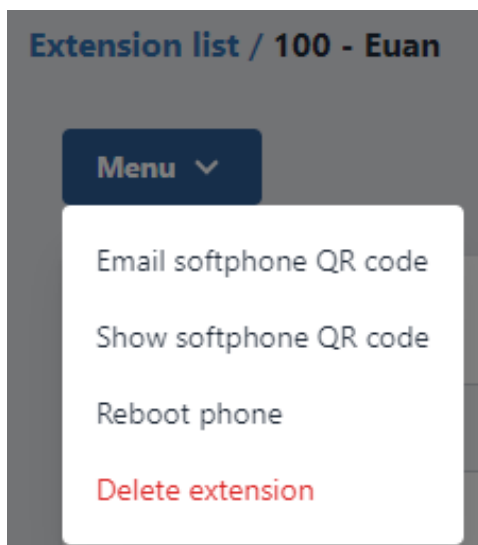 Extension list / 100 - Euan
Menu
Email softphone QR code
Show softphone QR code
Reboot phone
Delete extension